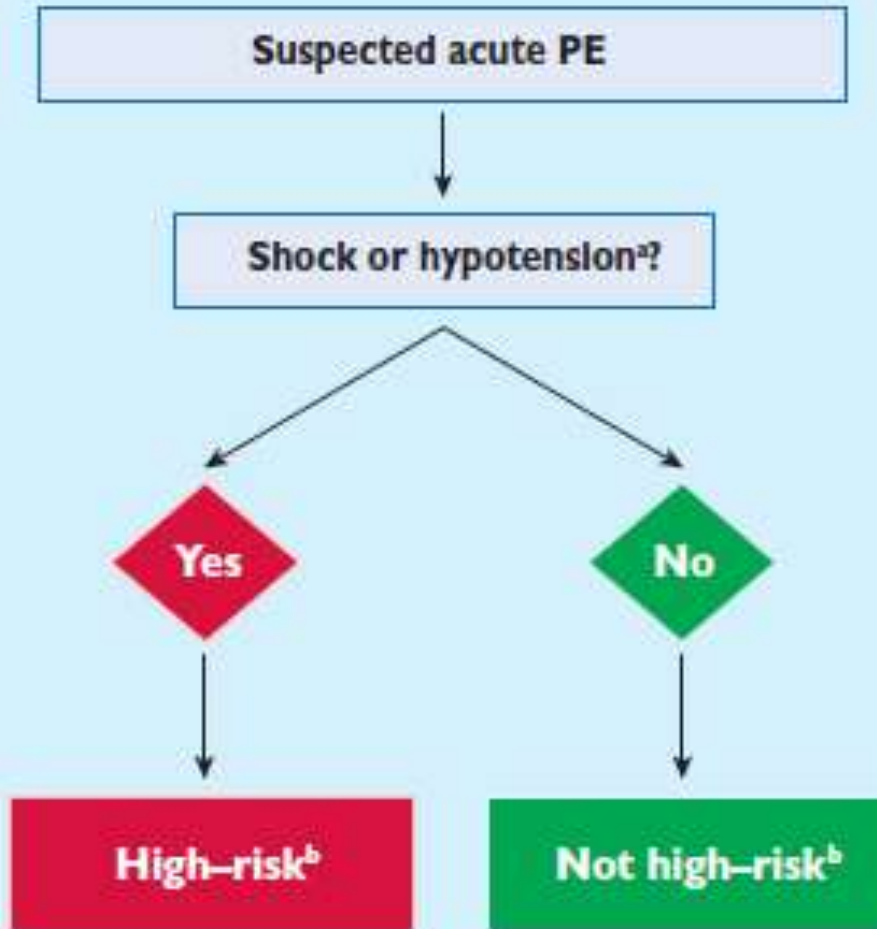 Suspected acute PE
Shock or hypotensionᵃ?
Yes
No
High–riskᵇ
Not high–riskᵇ